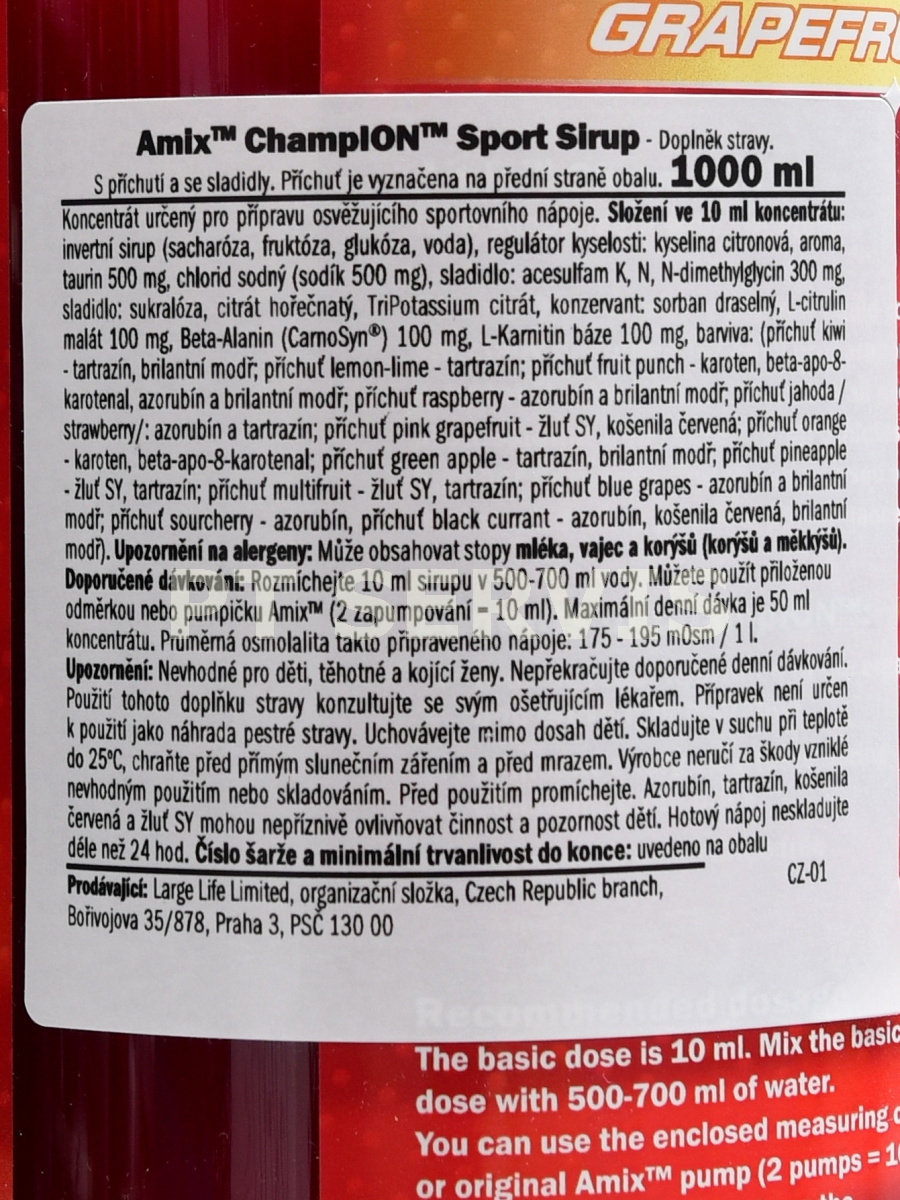 GRAPEFR
Amix™ ChampION™ Sport Sirup - Doplněk stravy.
S příchutí a se sladidly. Příchuť je vyznačena na přední straně obalu. 1000 ml
Koncentrát určený pro přípravu osvěžujícího sportovního nápoje. Složení ve 10 ml koncentrátu:
invertní sirup (sacharóza, fruktóza, glukóza, voda), regulátor kyselosti: kyselina citronová, aroma,
taurin 500 mg, chlorid sodný (sodík 500 mg), sladidlo: acesulfam K, N, N-dimethylglycin 300 mg,
sladidlo: sukralóza, citrát hořečnatý, TriPotassium citrát, konzervant: sorban draselný, L-citrulin
malát 100 mg, Beta-Alanin (CarnoSyn®) 100 mg, L-Karnitin báze 100 mg, barviva: (příchuť kiwi
- tartrazín, brilantní modř; příchuť lemon-lime - tartrazín; příchuť fruit punch - karoten, beta-apo-8-
karotenal, azorubín a brilantní modř; příchuť raspberry - azorubín a brilantní modř; příchuť jahoda /
strawberry/: azorubín a tartrazín; příchuť pink grapefruit - žluť SY, košenila červená; příchuť orange
- karoten, beta-apo-8-karotenal; příchuť green apple - tartrazín, brilantní modř; příchuť pineapple
- žluť SY, tartrazín; příchuť multifruit - žluť SY, tartrazín; příchuť blue grapes - azorubín a brilantní
modř; příchuť sourcherry - azorubín, příchuť black currant - azorubín, košenila červená, brilantní
modř). Upozornění na alergeny: Může obsahovat stopy mléka, vajec a korýšů (korýšů a měkkýšů).
Doporučené dávkování: Rozmíchejte 10 ml sirupu v 500-700 ml vody. Můžete použít přiloženou
odměrkou nebo pumpičku Amix™ (2 zapumpování = 10 ml). Maximální denní dávka je 50 ml
koncentrátu. Průměrná osmolalita takto připraveného nápoje: 175 - 195 mOsm / 1 l.
Upozornění: Nevhodné pro děti, těhotné a kojící ženy. Nepřekračujte doporučené denní dávkování.
Použití tohoto doplňku stravy konzultujte se svým ošetřujícím lékařem. Přípravek není určen
k použití jako náhrada pestré stravy. Uchovávejte mimo dosah dětí. Skladujte v suchu při teplotě
do 25°C, chraňte před přímým slunečním zářením a před mrazem. Výrobce neručí za škody vzniklé
nevhodným použitím nebo skladováním. Před použitím promíchejte. Azorubín, tartrazín, košenila
červená a žluť SY mohou nepříznivě ovlivňovat činnost a pozornost dětí. Hotový nápoj neskladujte
déle než 24 hod. Číslo šarže a minimální trvanlivost do konce: uvedeno na obalu
CZ-01
Prodávající: Large Life Limited, organizační složka, Czech Republic branch,
Bořivojova 35/878, Praha 3, PSČ 130 00
Recommended
The basic dose is 10 ml. Mix the basic
dose with 500-700 ml of water.
You can use the enclosed measuring
or original Amix™ pump (2 pumps = 10
the